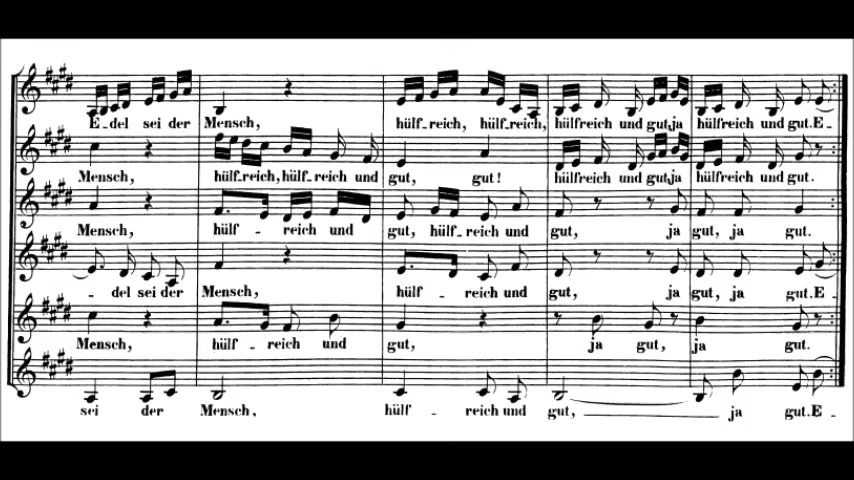 E-del sei der Mensch, hülf-reich, hülf-reich, hülfreich und gut,ja hülfreich und gut.E-
Mensch, hülf-reich,hülf-reich und gut, gut! hülfreich und gut,ja hülfreich und gut.
Mensch, hülf-reich und gut, hülf-reich und gut, ja gut, ja gut.
-del sei der Mensch, hülf-reich und gut, ja gut, ja gut.E-
Mensch, hülf-reich und gut, ja gut, ja gut.
sei der Mensch, hülf-reich und gut, ja gut.E-